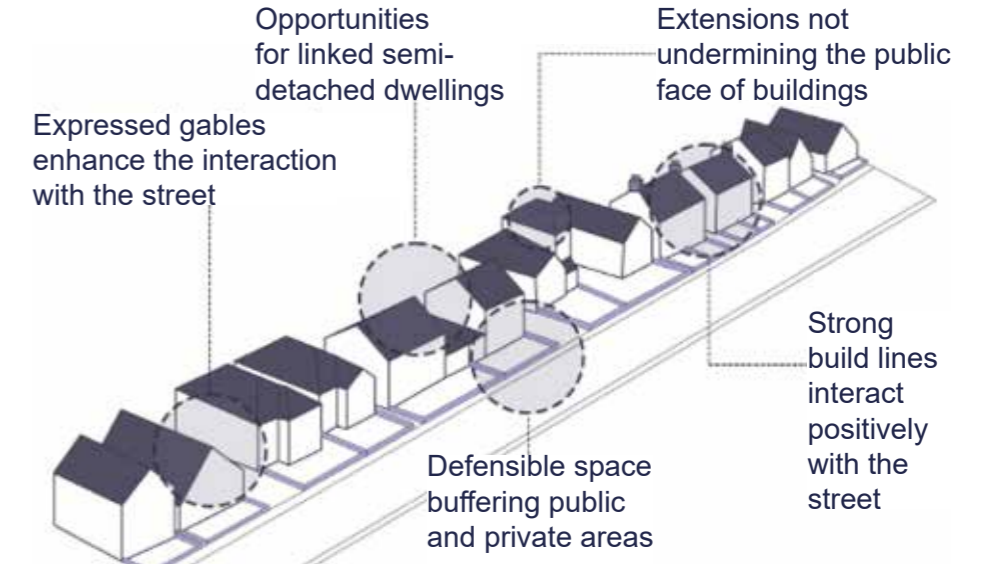 Opportunities
for linked semi-
detached dwellings
Extensions not
undermining the public
face of buildings
Expressed gables
enhance the interaction
with the street
Strong
build lines
interact
positively
with the
street
Defensible space
buffering public
and private areas